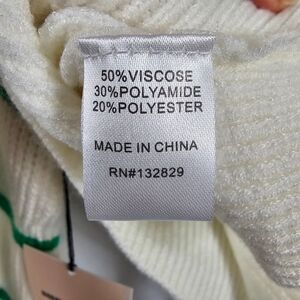 50%VISCOSE
30%POLYAMIDE
20%POLYESTER
MADE IN CHINA
RN#132829